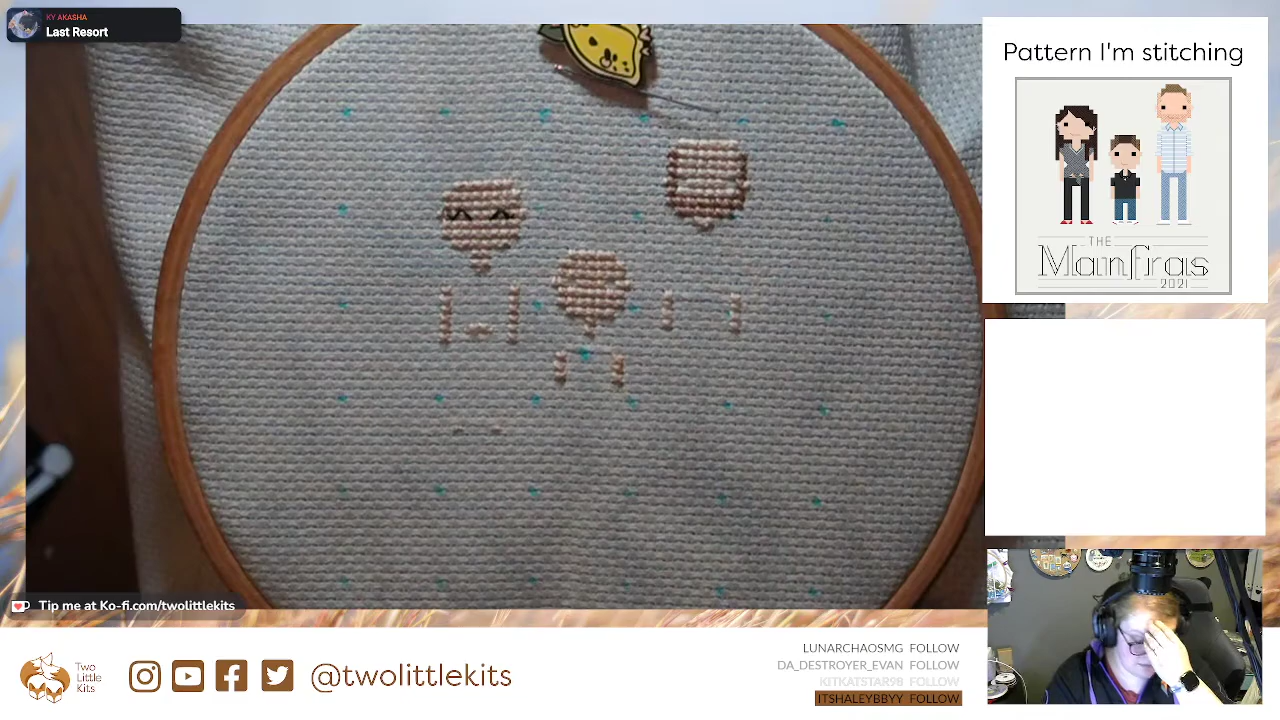 KY AKASHA
Last Resort
Pattern I'm stitching
THE
Manfras
2021
Tip me at Ko-fi.com/twolittlekits
Two
Little
Kits
@twolittlekits
LUNARCHAOSMG FOLLOW
DA_DESTROYER_EVAN FOLLOW
KITKATSTAR98 FOLLOW
ITSHALEYBBYY FOLLOW